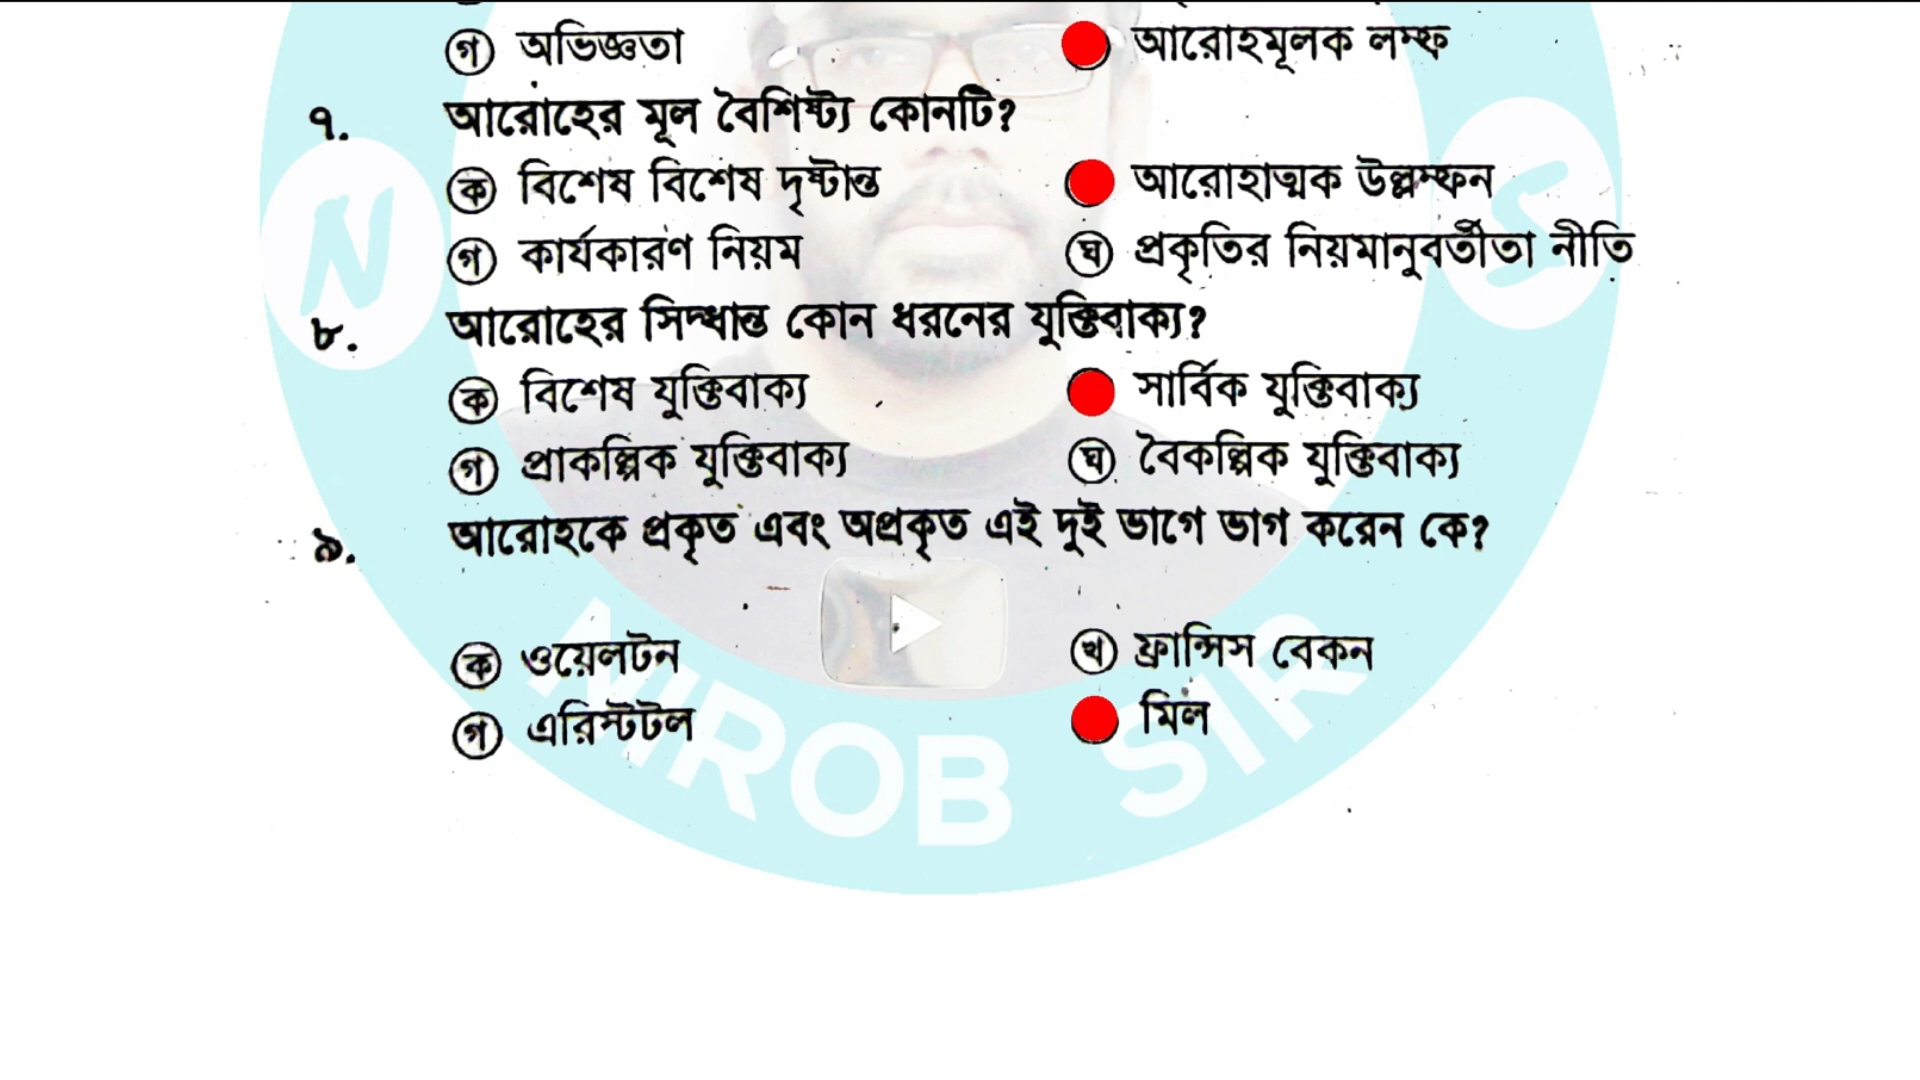 গ অভিজ্ঞতা আরোহমূলক লম্ফ
৭. আরোহের মূল বৈশিষ্ট্য কোনটি?
ক বিশেষ বিশেষ দৃষ্টান্ত আরোহাত্মক উল্লম্ফন
গ কার্যকারণ নিয়ম ঘ প্রকৃতির নিয়মানুবর্তীতা নীতি
৮. আরোহের সিদ্ধান্ত কোন ধরনের যুক্তিবাক্য?
ক বিশেষ যুক্তিবাক্য সার্বিক যুক্তিবাক্য
গ প্রাকল্পিক যুক্তিবাক্য ঘ বৈকল্পিক যুক্তিবাক্য
৯. আরোহকে প্রকৃত এবং অপ্রকৃত এই দুই ভাগে ভাগ করেন কে?
ক ওয়েলটন খ ফ্রান্সিস বেকন
গ এরিস্টটল মিল
N S
NIROB SIR